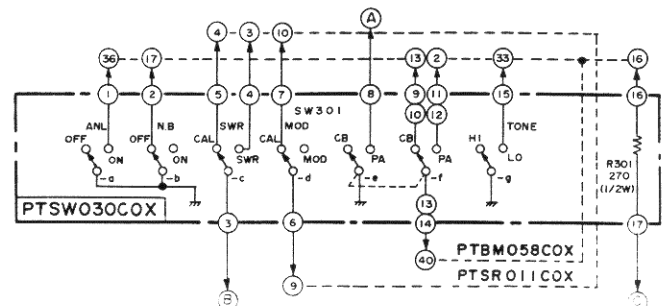 A
4 3 10
36 17 13 2 33 16
1 2 5 4 7 8 9 11 15 16
SW301
10 12
ANL N.B SWR MOD TONE
OFF OFF CAL CAL CB CB HI
ON ON SWR MOD PA PA LO
R301
270
(1/2W)
-a -b -c -d -e -f -g
PTSW030COX
13
3 6 14 17
PTBM058COX
40
PTSR011COX
9
B C